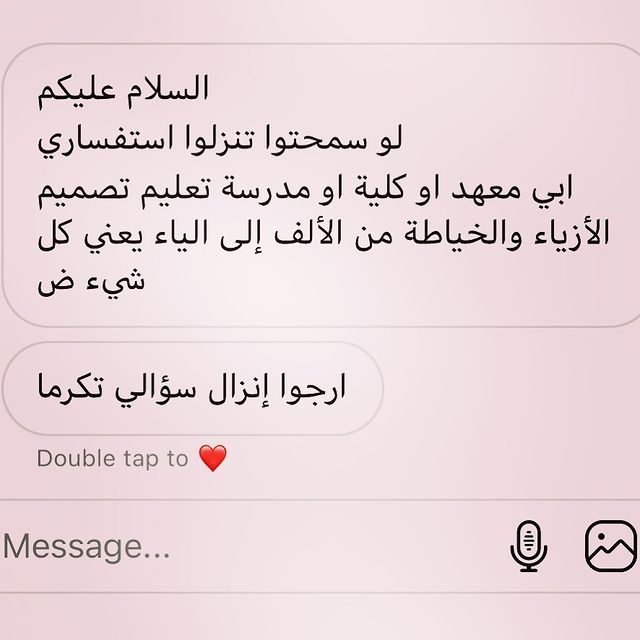 السلام عليكم
لو سمحتوا تنزلوا استفساري
ابي معهد او كلية او مدرسة تعليم تصميم
الأزياء والخياطة من الألف إلى الياء يعني كل
شيء ض
ارجوا إنزال سؤالي تكرما
Double tap to ❤️
Message...